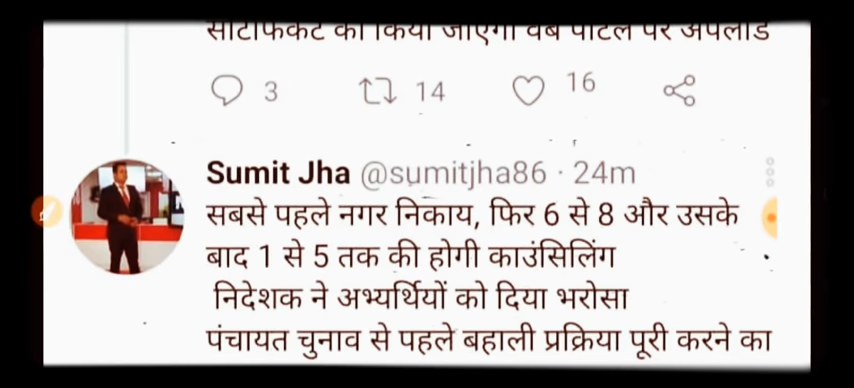 सर्टिफिकेट को किया जाएगा वेब पोर्टल पर अपलोड
3 14 16
Sumit Jha @sumitjha86 · 24m
सबसे पहले नगर निकाय, फिर 6 से 8 और उसके
बाद 1 से 5 तक की होगी काउंसिलिंग
निदेशक ने अभ्यर्थियों को दिया भरोसा
पंचायत चुनाव से पहले बहाली प्रक्रिया पूरी करने का